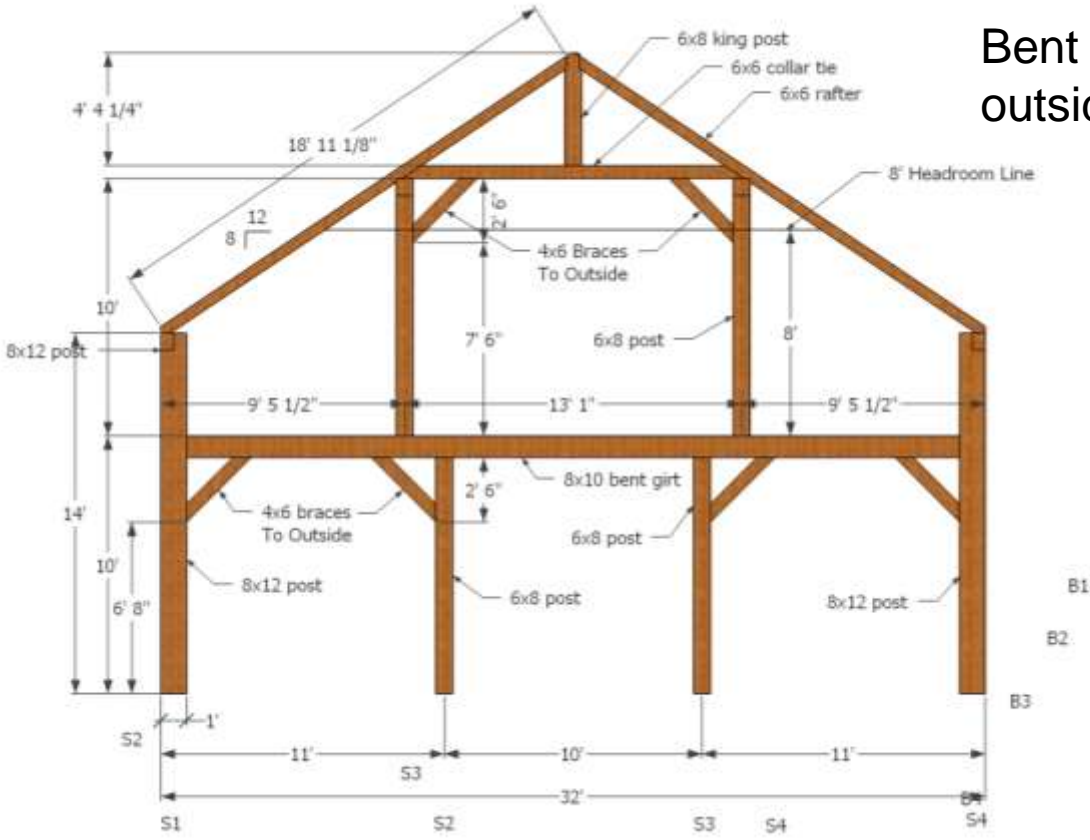 Bent
6x8 king post
6x6 collar tie
6x6 rafter
4' 4 1/4"
18' 11 1/8"
8' Headroom Line
12
8
2' 6"
4x6 Braces
To Outside
10'
7' 6"
6x8 post
8'
8x12 post
9' 5 1/2"
13' 1"
9' 5 1/2"
2' 6"
8x10 bent girt
14'
4x6 braces
To Outside
6x8 post
10'
8x12 post
6x8 post
8x12 post
B1
6' 8"
B2
B3
1'
S2
11'
10'
11'
S3
32'
S1
S2
S3
S4
S4